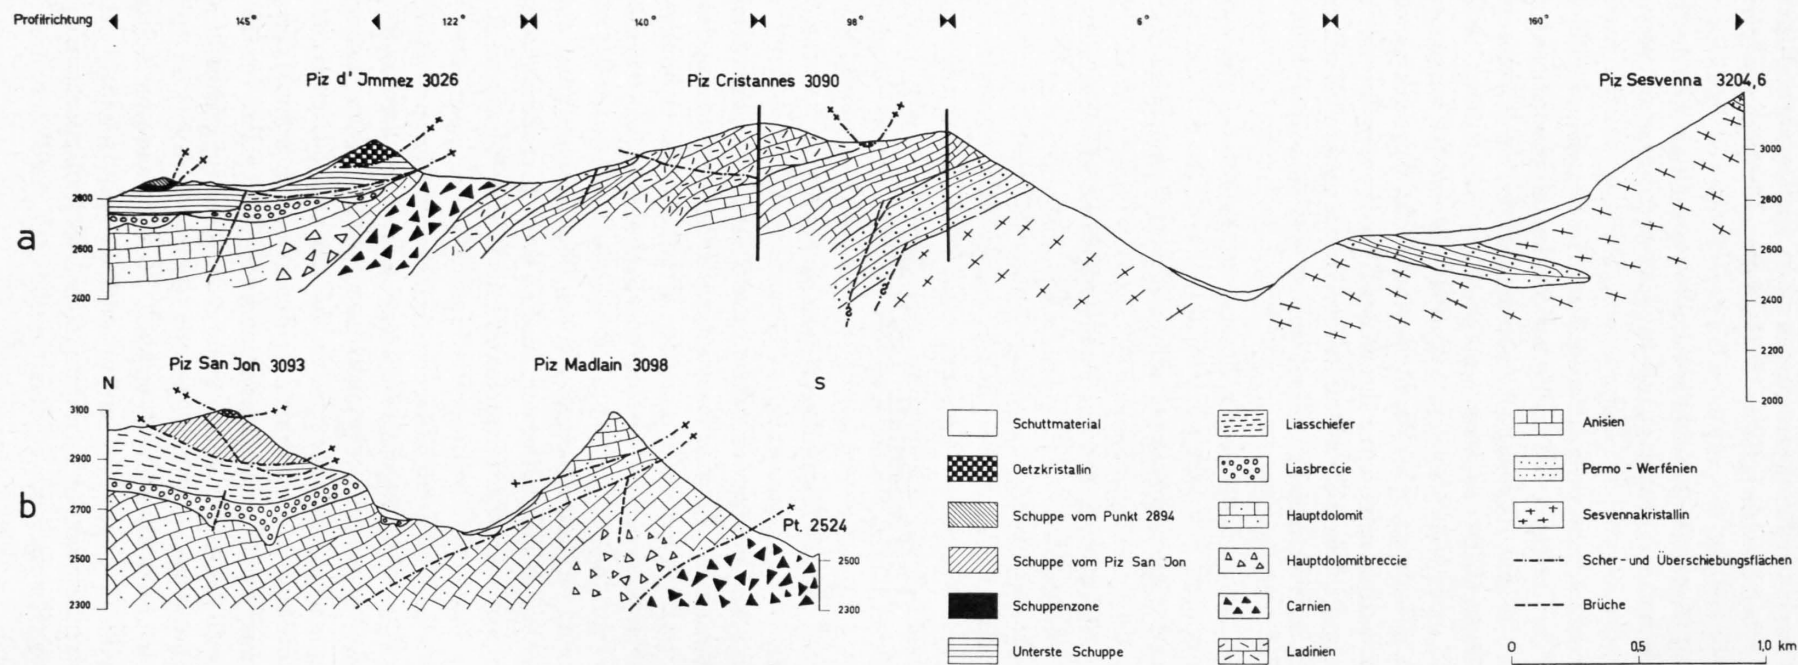 Profilrichtung 145° 122° 140° 98° 6° 160°
Piz d' Jmmez 3026 Piz Cristannes 3090 Piz Sesvenna 3204,6
a
2800
2600
2400
3000
2800
2600
2400
2200
2000
Piz San Jon 3093 Piz Madlain 3098
N S
b
3100
2900
2700
2500
2300
Pt. 2524
2500
2300
Schuttmaterial
Oetzkristallin
Schuppe vom Punkt 2894
Schuppe vom Piz San Jon
Schuppenzone
Unterste Schuppe
Liasschiefer
Liasbreccie
Hauptdolomit
Hauptdolomitbreccie
Carnien
Ladinien
Anisien
Permo - Werfénien
Sesvennakristallin
Scher- und Überschiebungsflächen
Brüche
0 0,5 1,0 km